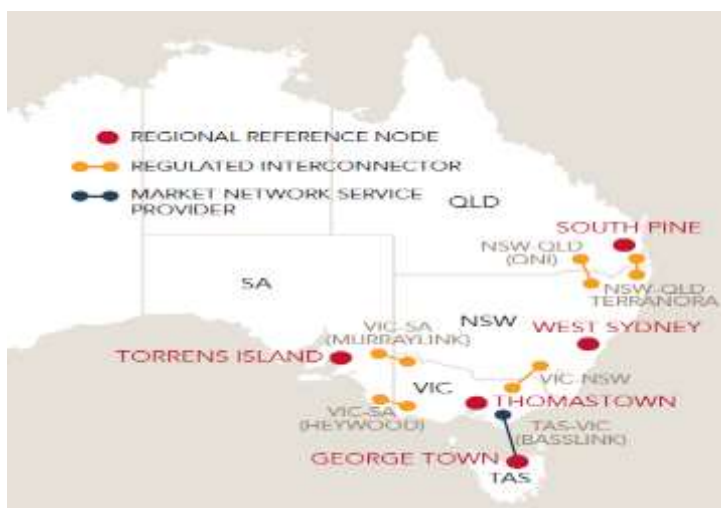 REGIONAL REFERENCE NODE
REGULATED INTERCONNECTOR
MARKET NETWORK SERVICE
PROVIDER
QLD
SOUTH PINE
NSW-QLD
(QNI)
SA
NSW-QLD
TERRANORA
NSW
WEST SYDNEY
VIC-SA
(MURRAYLINK)
TORRENS ISLAND
VIC
VIC-NSW
THOMASTOWN
VIC-SA
(HEYWOOD)
TAS-VIC
(BASSLINK)
GEORGE TOWN
TAS